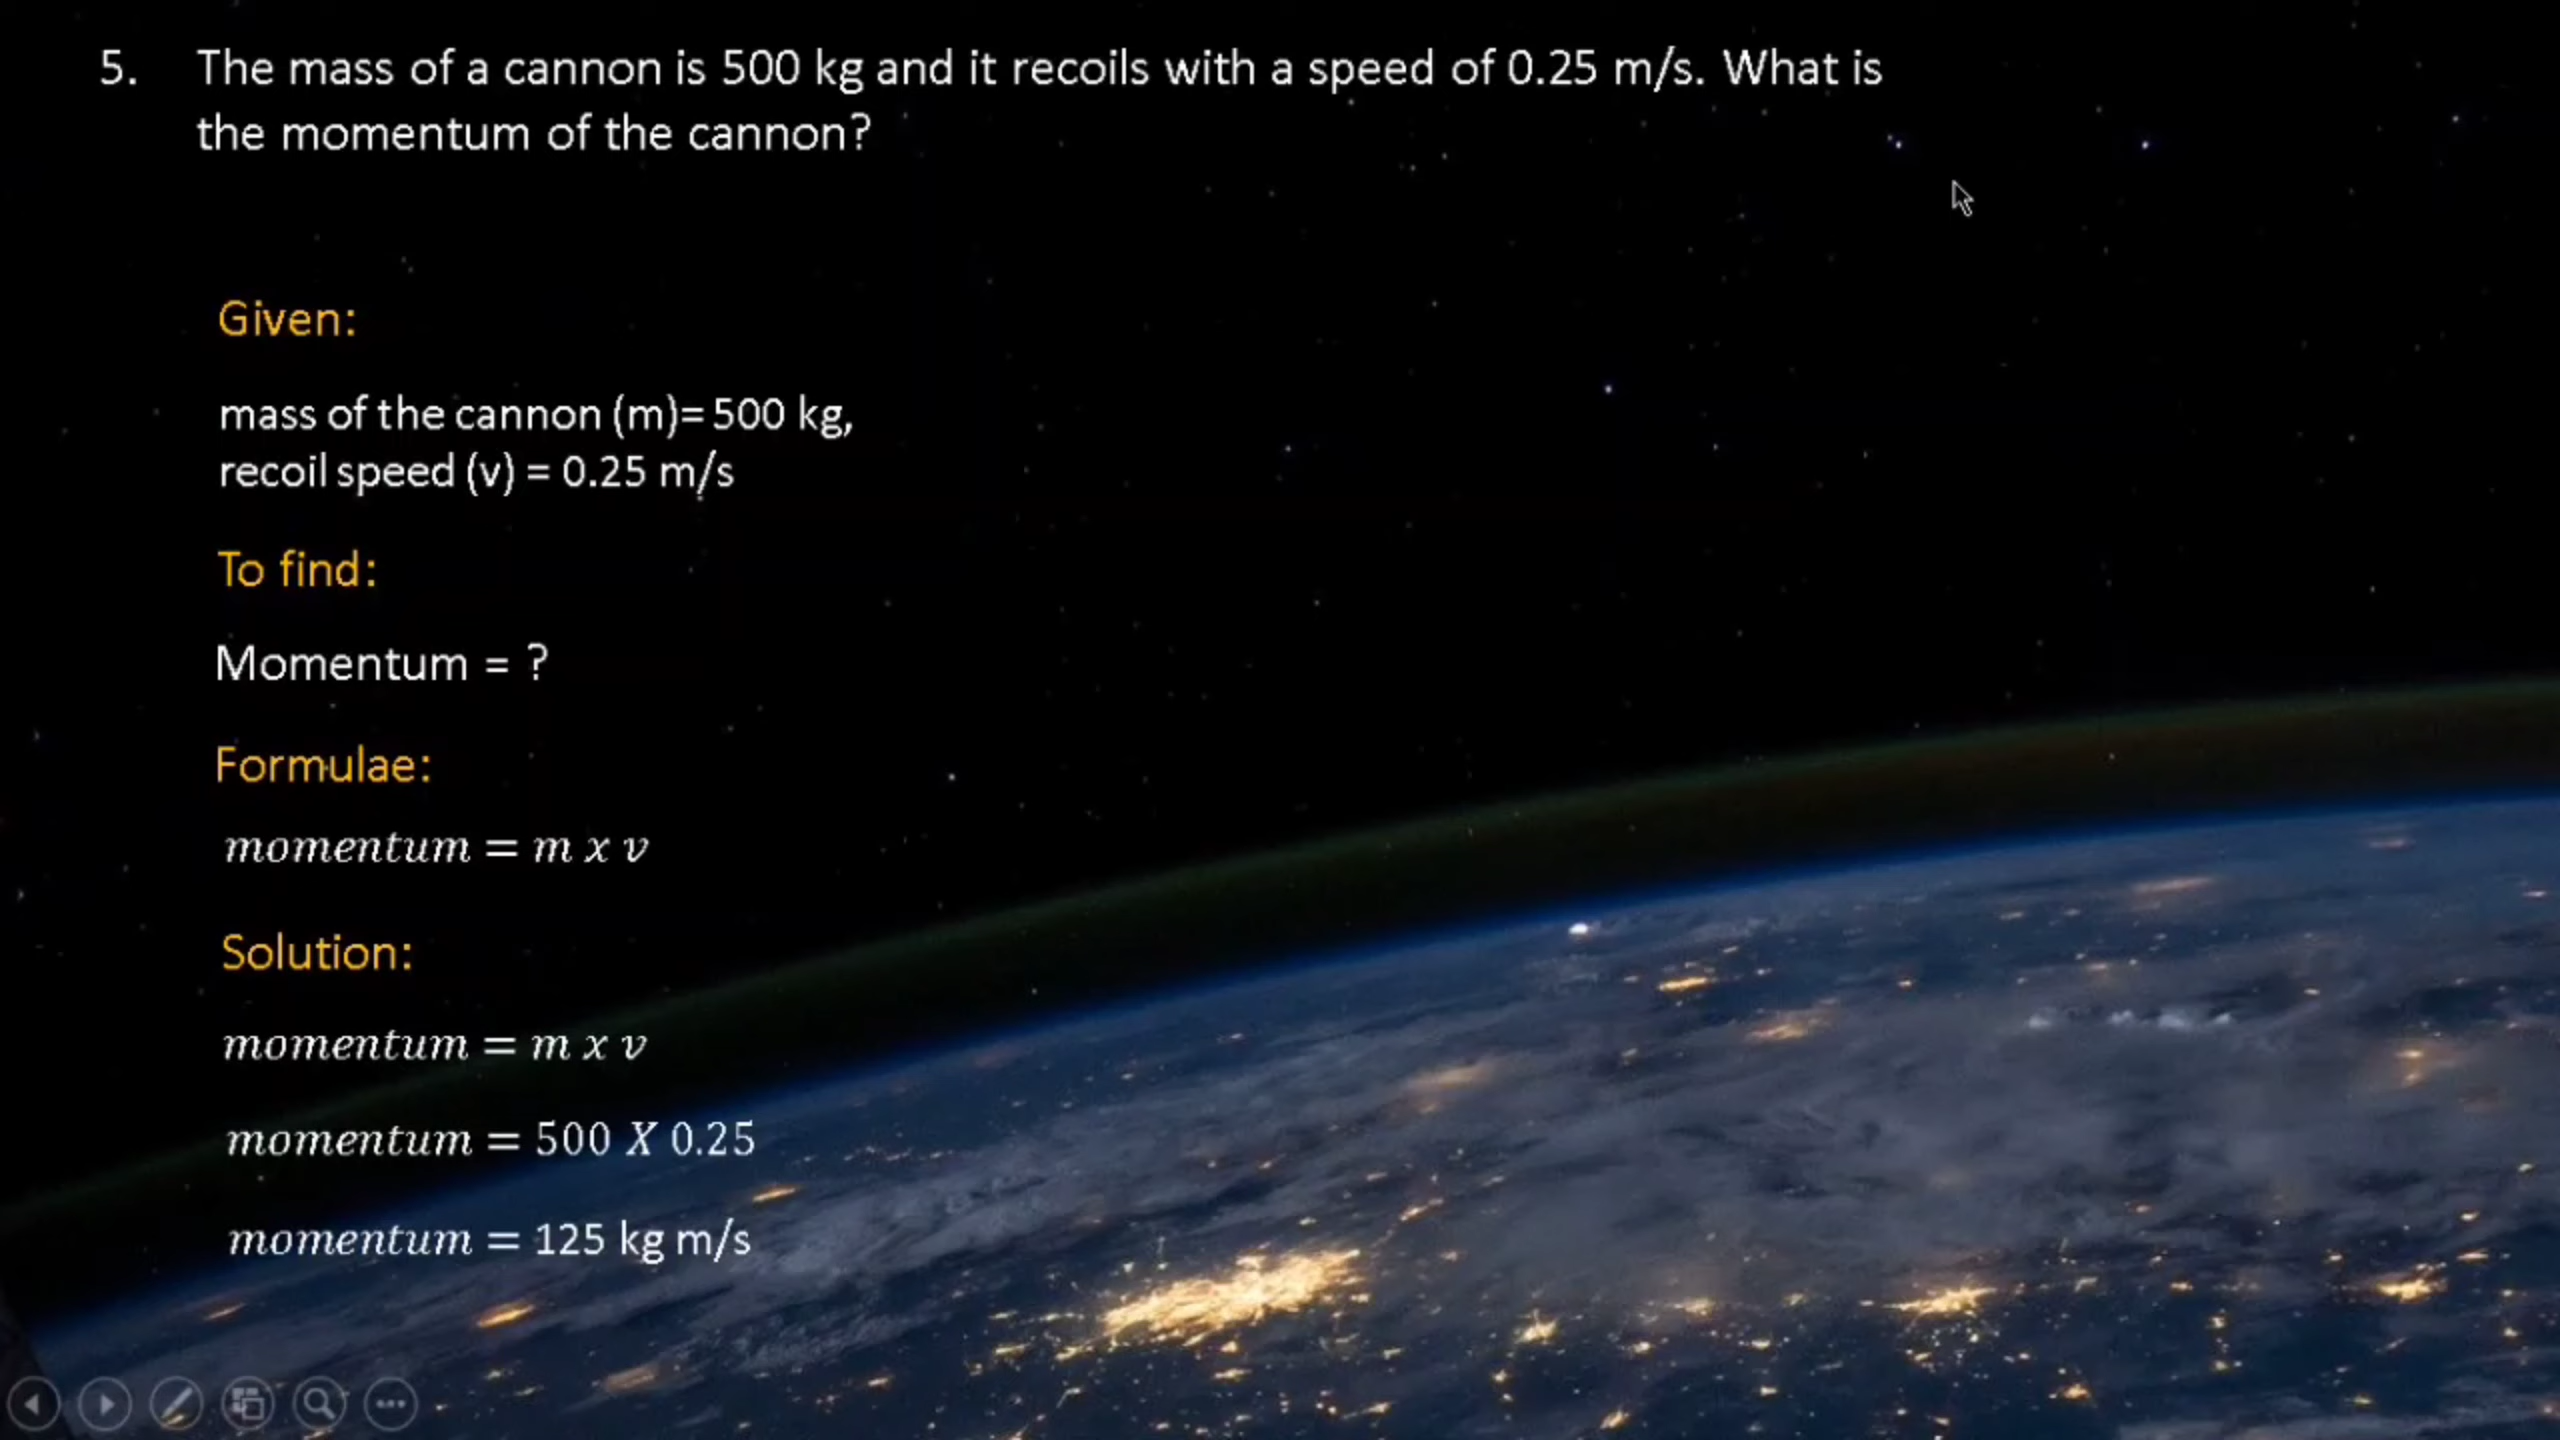 5. The mass of a cannon is 500 kg and it recoils with a speed of 0.25 m/s. What is
the momentum of the cannon?
Given:
mass of the cannon (m)= 500 kg,
recoil speed (v) = 0.25 m/s
To find:
Momentum = ?
Formulae:
momentum = m x v
Solution:
momentum = m x v
momentum = 500 X 0.25
momentum = 125 kg m/s